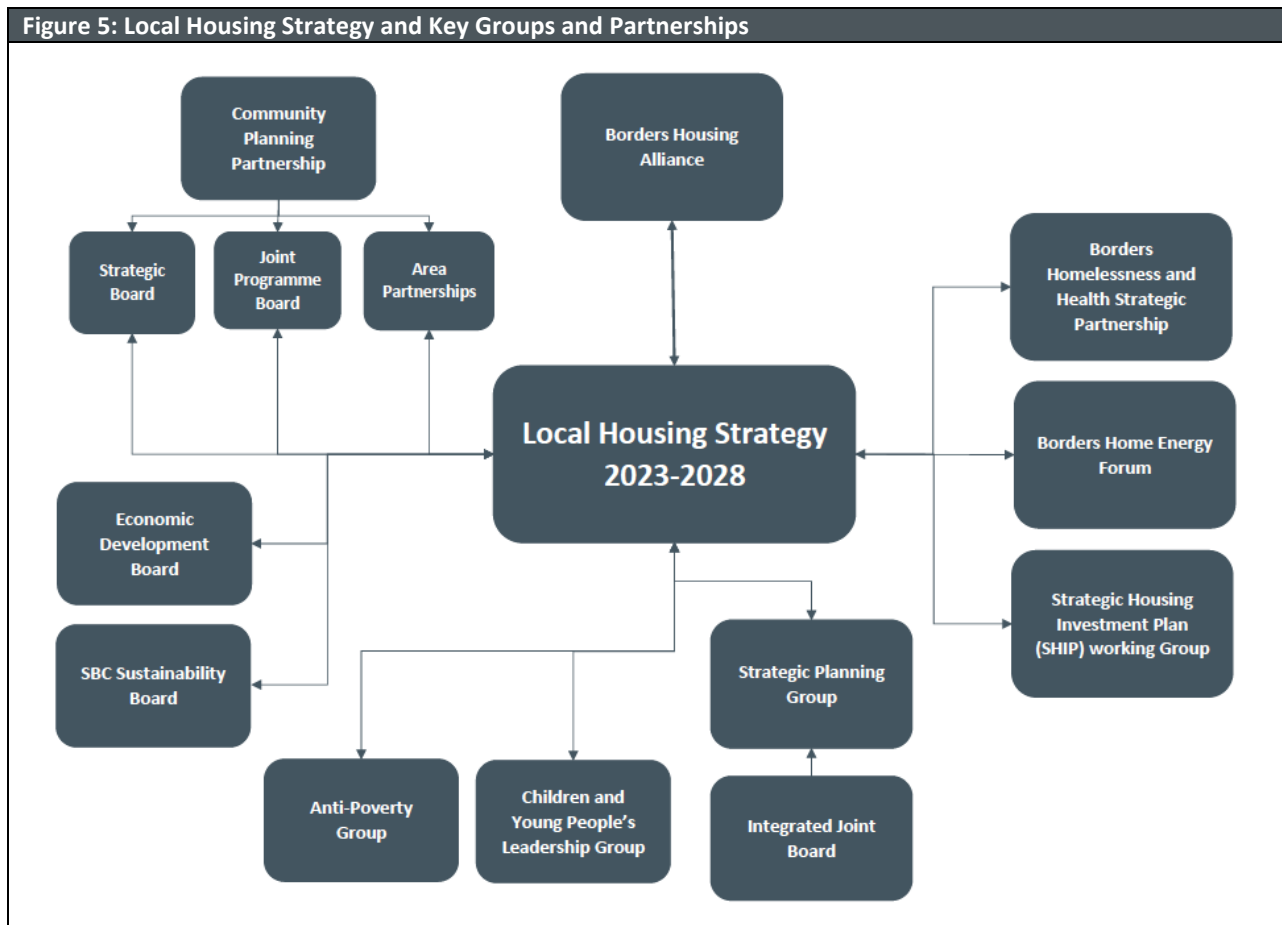 Figure 5: Local Housing Strategy and Key Groups and Partnerships
Community
Planning
Partnership
Borders Housing
Alliance
Strategic
Board
Joint
Programme
Board
Area
Partnerships
Borders
Homelessness and
Health Strategic
Partnership
Local Housing Strategy
2023-2028
Borders Home Energy
Forum
Economic
Development
Board
Strategic Housing
Investment Plan
(SHIP) working Group
SBC Sustainability
Board
Strategic Planning
Group
Anti-Poverty
Group
Children and
Young People’s
Leadership Group
Integrated Joint
Board